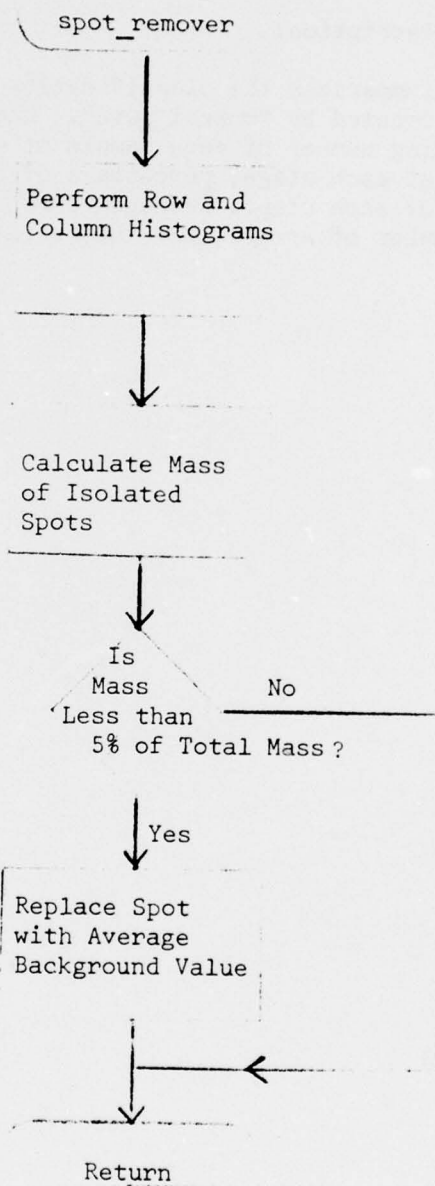 spot_remover
Perform Row and
Column Histograms
Calculate Mass
of Isolated
Spots
Is
Mass
Less than
5% of Total Mass?
No
Yes
Replace Spot
with Average
Background Value
Return